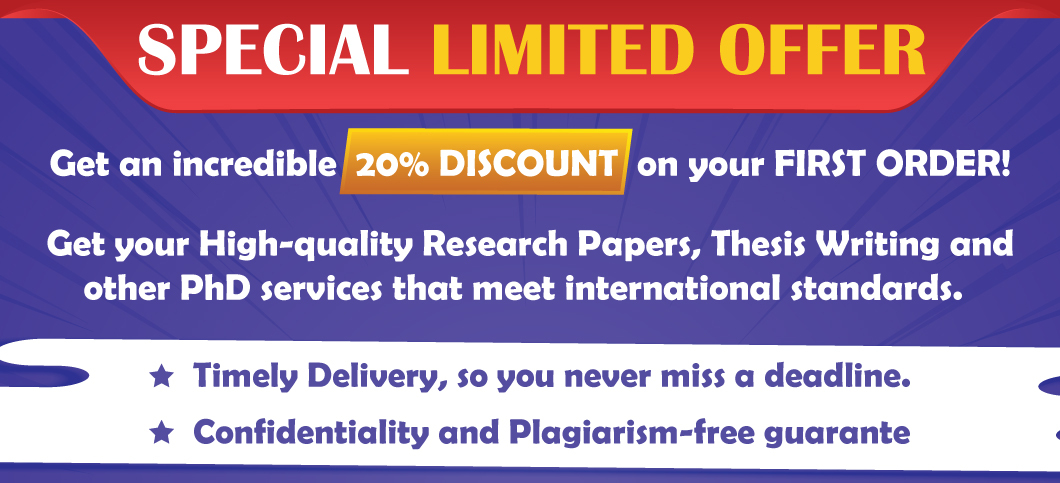 SPECIAL LIMITED OFFER
Get an incredible 20% DISCOUNT on your FIRST ORDER!
Get your High-quality Research Papers, Thesis Writing and
other PhD services that meet international standards.
Timely Delivery, so you never miss a deadline.
Confidentiality and Plagiarism-free guarante